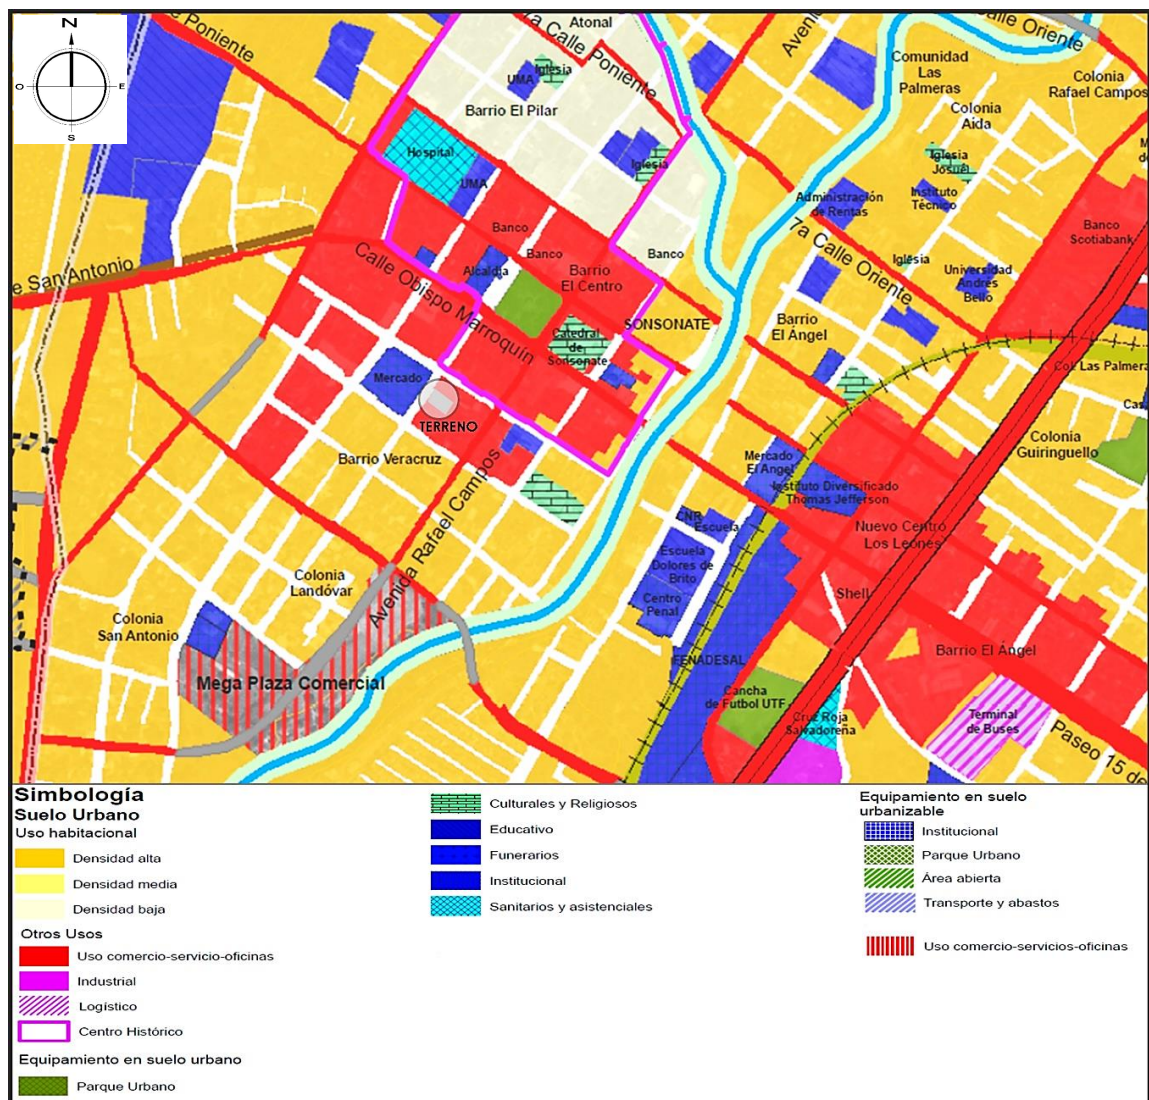 N
O
E
S
e Poniente
Atonal
a Calle Poniente
Avenid
alle Oriente
UMA
Iglesia
Barrio El Pilar
Comunidad
Las
Palmeras
Colonia
Rafael Campos
Colonia
Aida
Hospital
UMA
Iglesia
Iglesia
Josué
M
de
Administración
de Rentas
Instituto
Técnico
7a Calle Oriente
Banco
Scotiabank
Banco
Banco
Banco
Calle Obispo Marroquín
Alcaldía
Barrio
El Centro
e San Antonio
Iglésia
Universidad
Andrés
Bello
SONSONATE
Barrio
El Ángel
Catedral
de
Sonsonate
Mercado
TERRENO
Col. Las Palmera
Cas
Barrio Veracruz
Avenida Rafael Campos
Colonia
Guiringuello
Mercado
El Angel
Instituto Diversificado
Thomas Jefferson
CNR
Escuela
Nuevo Centro
Los Leones
Escuela
Dolores de
Brito
Centro
Penal
Shell
Colonia
Landóvar
Colonia
San Antonio
Barrio El Ángel
FENADESAL
Mega Plaza Comercial
Cancha
de Futbol UTF
Cruz Roja
Salvadoreña
Terminal
de Buses
Paseo 15 de
Simbología
Suelo Urbano
Uso habitacional
Densidad alta
Densidad media
Densidad baja
Otros Usos
Uso comercio-servicio-oficinas
Industrial
Logístico
Centro Histórico
Equipamiento en suelo urbano
Parque Urbano
Culturales y Religiosos
Educativo
Funerarios
Institucional
Sanitarios y asistenciales
Equipamiento en suelo
urbanizable
Institucional
Parque Urbano
Área abierta
Transporte y abastos
Uso comercio-servicios-oficinas